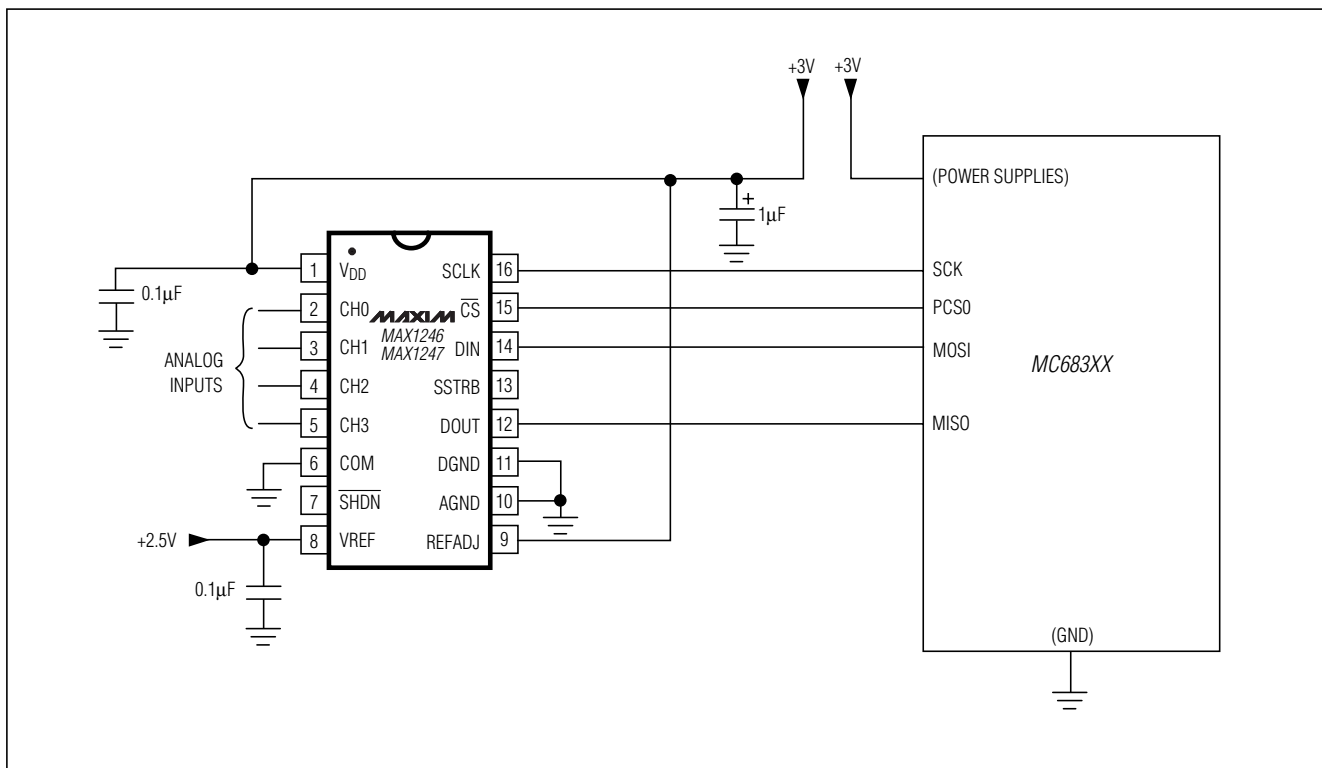 +3V +3V
(POWER SUPPLIES)
+
1µF
0.1µF
1 VDD SCLK 16 SCK
2 CH0 MAXIM CS 15 PCS0
MAX1246
MAX1247
ANALOG
INPUTS
3 CH1 DIN 14 MOSI
MC683XX
4 CH2 SSTRB 13
5 CH3 DOUT 12 MISO
6 COM DGND 11
7 SHDN AGND 10
+2.5V 8 VREF REFADJ 9
0.1µF
(GND)